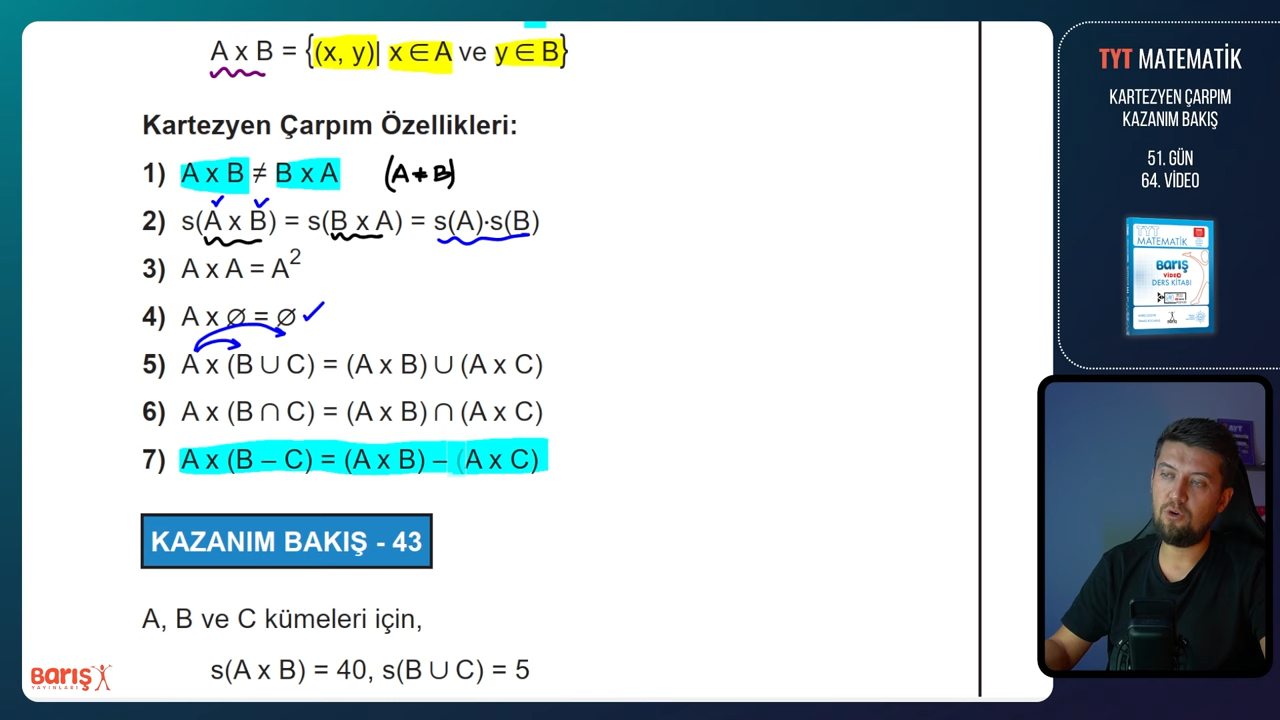 A x B = {(x, y)| x ∈ A ve y ∈ B}
Kartezyen Çarpım Özellikleri:
1) A x B ≠ B x A (A ≠ B)
2) s(A x B) = s(B x A) = s(A)·s(B)
3) A x A = A²
4) A x ∅ = ∅ ✓
5) A x (B ∪ C) = (A x B) ∪ (A x C)
6) A x (B ∩ C) = (A x B) ∩ (A x C)
7) A x (B – C) = (A x B) – (A x C)
KAZANIM BAKIŞ - 43
A, B ve C kümeleri için,
s(A x B) = 40, s(B ∪ C) = 5
BARIŞ
YAYINLARI
TYT MATEMATİK
KARTEZYEN ÇARPIM
KAZANIM BAKIŞ
51. GÜN
64. VİDEO
TYT
MATEMATİK
BARIŞ
VİDEO
DERS KİTABI